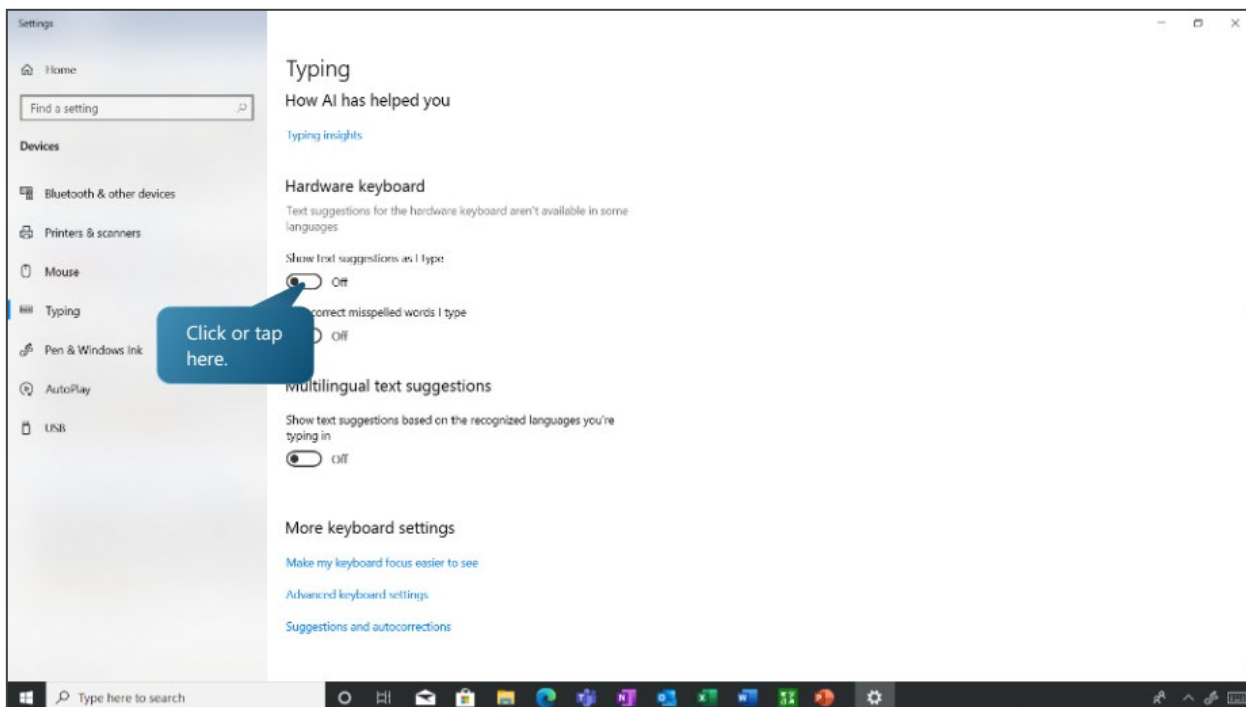 Settings
Home
Find a setting
Devices
Bluetooth & other devices
Printers & scanners
Mouse
Typing
Pen & Windows Ink
AutoPlay
USB
Typing
How AI has helped you
Typing insights
Hardware keyboard
Text suggestions for the hardware keyboard aren't available in some
languages
Show text suggestions as I type
Off
correct misspelled words I type
Off
Click or tap
here.
Multilingual text suggestions
Show text suggestions based on the recognized languages you're
typing in
Off
More keyboard settings
Make my keyboard focus easier to see
Advanced keyboard settings
Suggestions and autocorrections
Type here to search